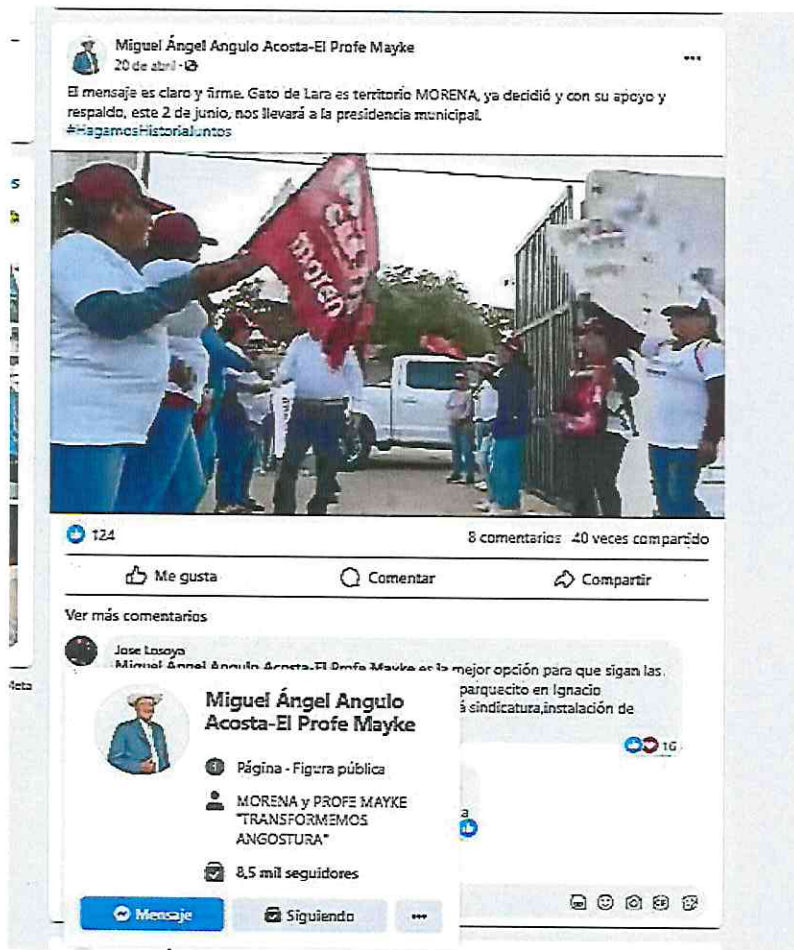 Miguel Ángel Angulo Acosta-El Profe Mayke
20 de abril
El mensaje es claro y firme. Gato de Lara es territorio MORENA, ya decidió y con su apoyo y
respaldo, este 2 de junio, nos llevará a la presidencia municipal.
#HagamosHistoriaJuntos
morena
124
8 comentarios 40 veces compartido
Me gusta
Comentar
Compartir
Ver más comentarios
Jose Losoya
Miguel Angel Angulo Acosta-El Profe Mayke es la mejor opción para que sigan las
parquecito en Ignacio
á sindicatura,instalación de
16
Miguel Ángel Angulo
Acosta-El Profe Mayke
Página - Figura pública
MORENA y PROFE MAYKE
"TRANSFORMEMOS
ANGOSTURA"
8,5 mil seguidores
a
Mensaje
Siguiendo